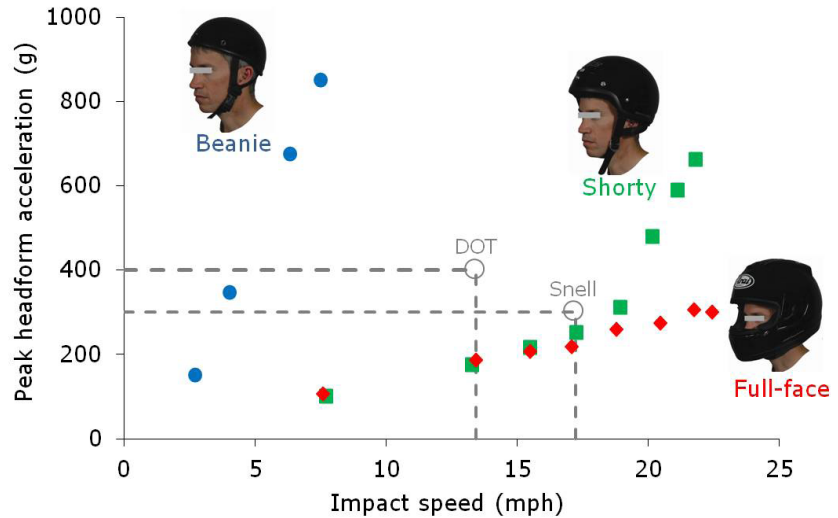 Peak headform acceleration (g)
1000
800
600
400
200
0
Beanie
Shorty
DOT
Snell
Full-face
0 5 10 15 20 25
Impact speed (mph)